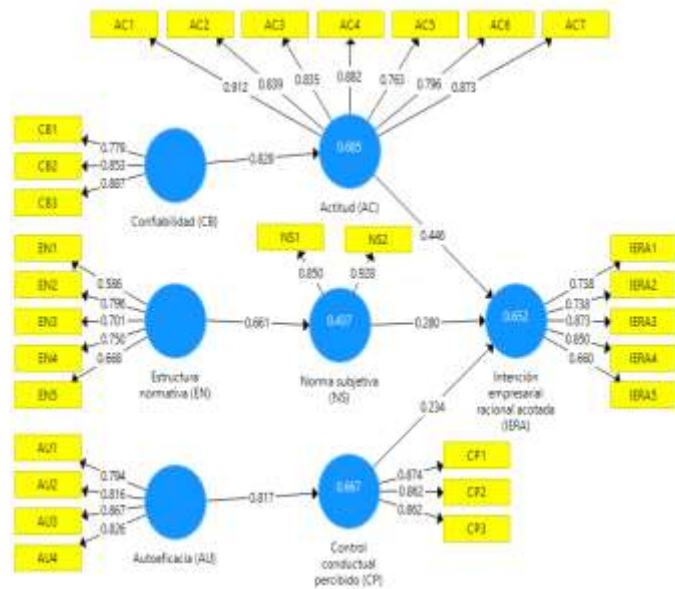 AC1 AC2 AC3 AC4 AC5 AC6 AC7
0.912 0.839 0.835 0.882 0.763 0.796 0.873
CB1
CB2
CB3
0.853
0.887
0.828
0.685
Confiabilidad (CB)
Actitud (AC)
NS1 NS2
0.850 0.928
0.446
EN1
EN2
EN3
EN4
EN5
0.586
0.796
0.701
0.750
0.668
0.661
0.437
0.280
0.652
Estructura
normativa (EN)
Norma subjetiva
(NS)
Intención
empresarial
racional acotada
(IERA)
0.738
0.738
0.873
0.850
0.660
IERA1
IERA2
IERA3
IERA4
IERA5
0.234
AU1
AU2
AU3
AU4
0.794
0.816
0.867
0.826
0.817
0.667
0.874
0.862
0.862
CP1
CP2
CP3
Autoeficacia (AU)
Control
conductual
percibido (CP)